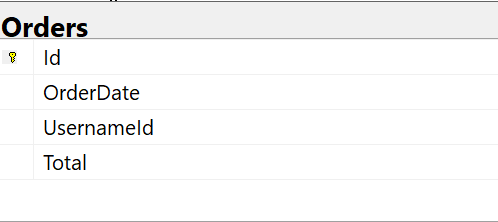 Orders
Id
OrderDate
UsernameId
Total